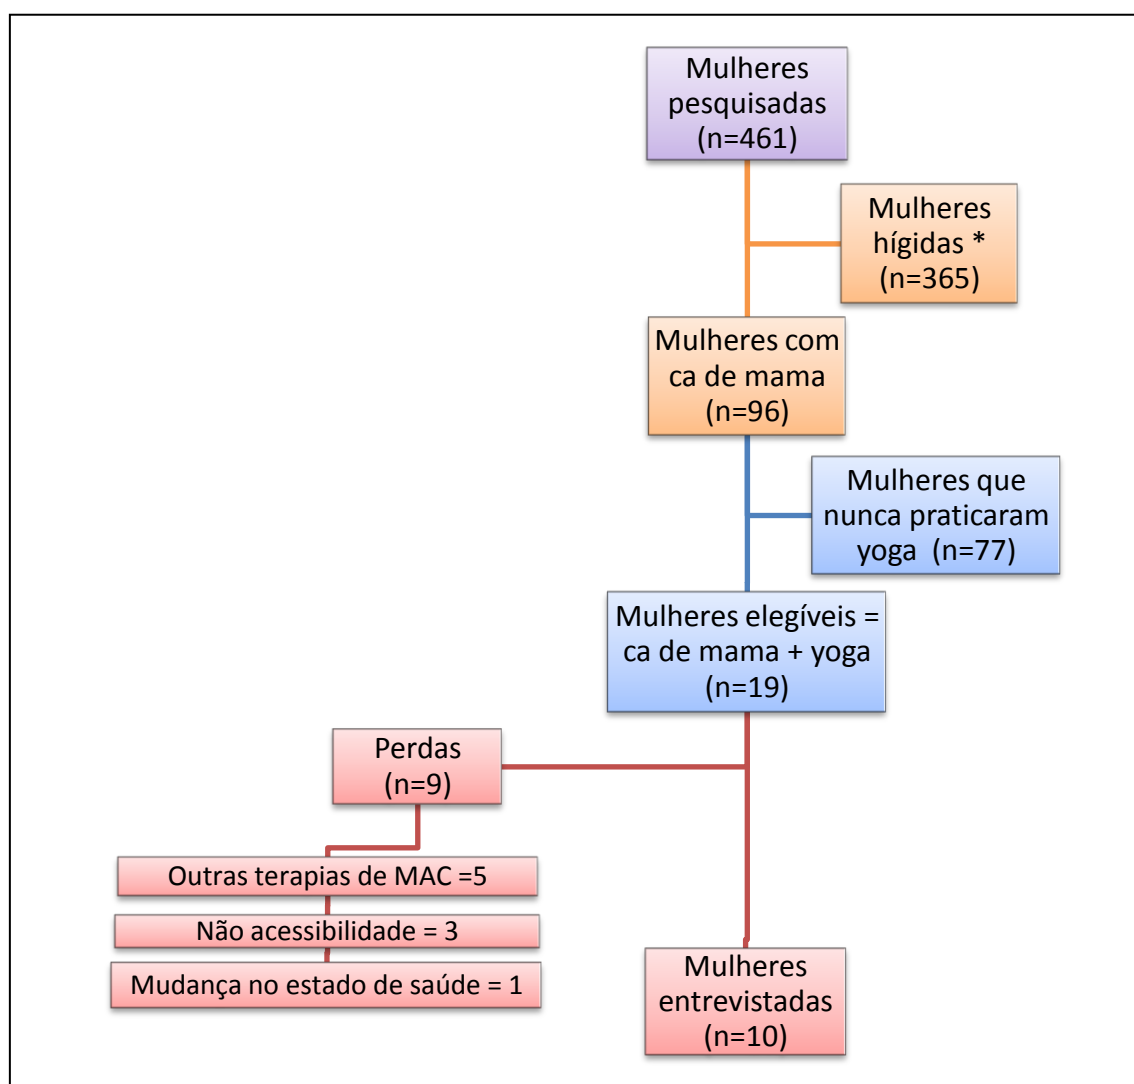 Mulheres
pesquisadas
(n=461)
Mulheres
hígidas *
(n=365)
Mulheres com
ca de mama
(n=96)
Mulheres que
nunca praticaram
yoga (n=77)
Mulheres elegíveis =
ca de mama + yoga
(n=19)
Perdas
(n=9)
Outras terapias de MAC =5
Não acessibilidade = 3
Mudança no estado de saúde = 1
Mulheres
entrevistadas
(n=10)